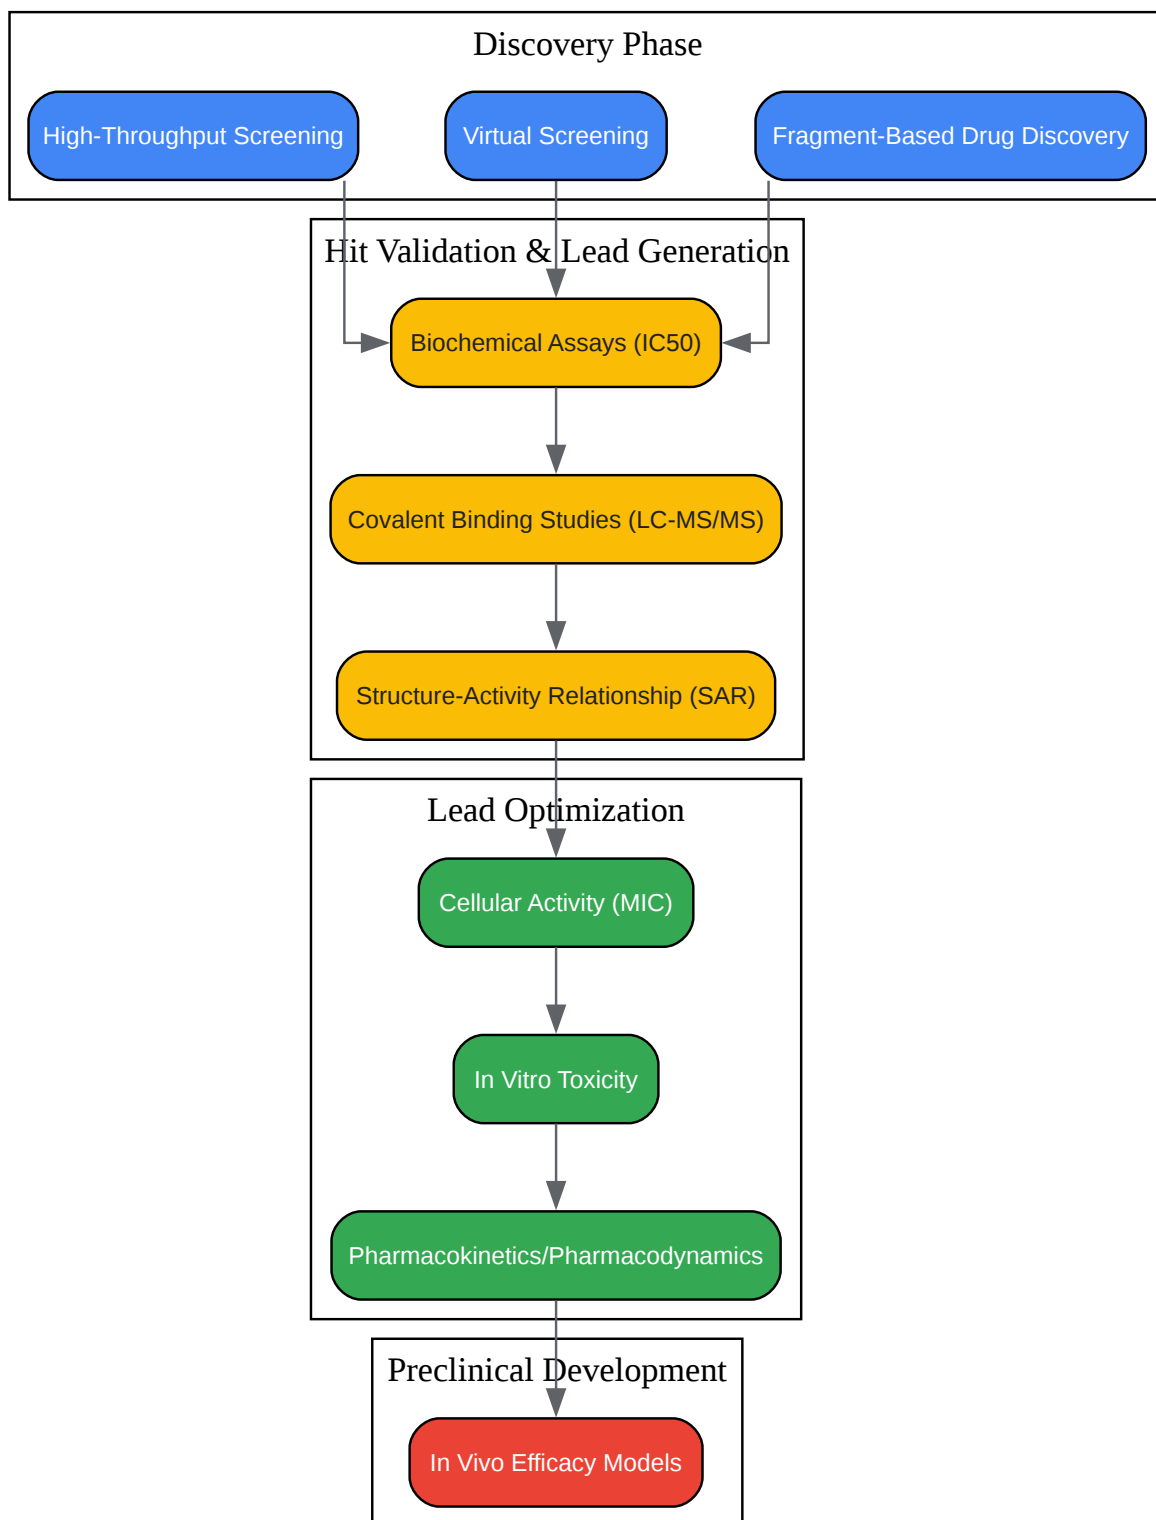 Discovery Phase
High-Throughput Screening
Virtual Screening
Fragment-Based Drug Discovery
Hit Validation & Lead Generation
Biochemical Assays (IC50)
Covalent Binding Studies (LC-MS/MS)
Structure-Activity Relationship (SAR)
Lead Optimization
Cellular Activity (MIC)
In Vitro Toxicity
Pharmacokinetics/Pharmacodynamics
Preclinical Development
In Vivo Efficacy Models